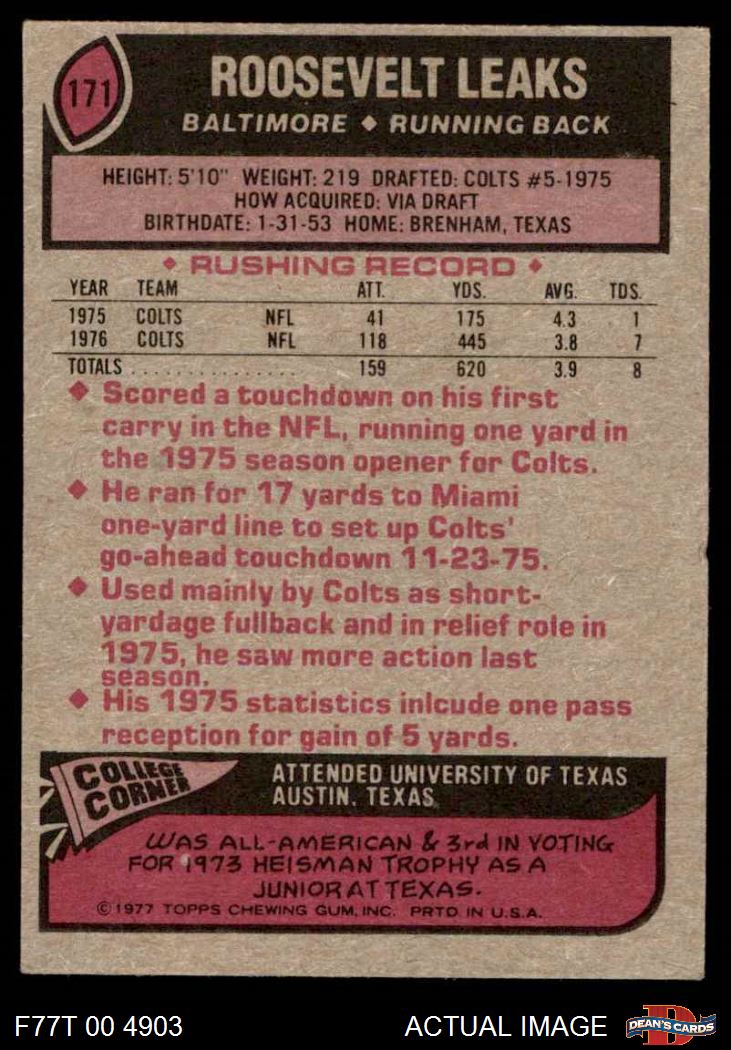 171
ROOSEVELT LEAKS
BALTIMORE ◆ RUNNING BACK
HEIGHT: 5'10" WEIGHT: 219 DRAFTED: COLTS #5-1975
HOW ACQUIRED: VIA DRAFT
BIRTHDATE: 1-31-53 HOME: BRENHAM, TEXAS
◆ RUSHING RECORD ◆
YEAR TEAM ATT. YDS. AVG. TDS.
1975 COLTS NFL 41 175 4.3 1
1976 COLTS NFL 118 445 3.8 7
TOTALS . . . . . . . . . . . . . . . 159 620 3.9 8
◆ Scored a touchdown on his first
carry in the NFL, running one yard in
the 1975 season opener for Colts.
◆ He ran for 17 yards to Miami
one-yard line to set up Colts'
go-ahead touchdown 11-23-75.
◆ Used mainly by Colts as short-
yardage fullback and in relief role in
1975, he saw more action last
season.
◆ His 1975 statistics inlcude one pass
reception for gain of 5 yards.
COLLEGE
CORNER
ATTENDED UNIVERSITY OF TEXAS
AUSTIN, TEXAS
WAS ALL-AMERICAN & 3rd IN VOTING
FOR 1973 HEISMAN TROPHY AS A
JUNIOR AT TEXAS.
©1977 TOPPS CHEWING GUM, INC. PRTD IN U.S.A.
F77T 00 4903 ACTUAL IMAGE
D
DEAN'S CARDS